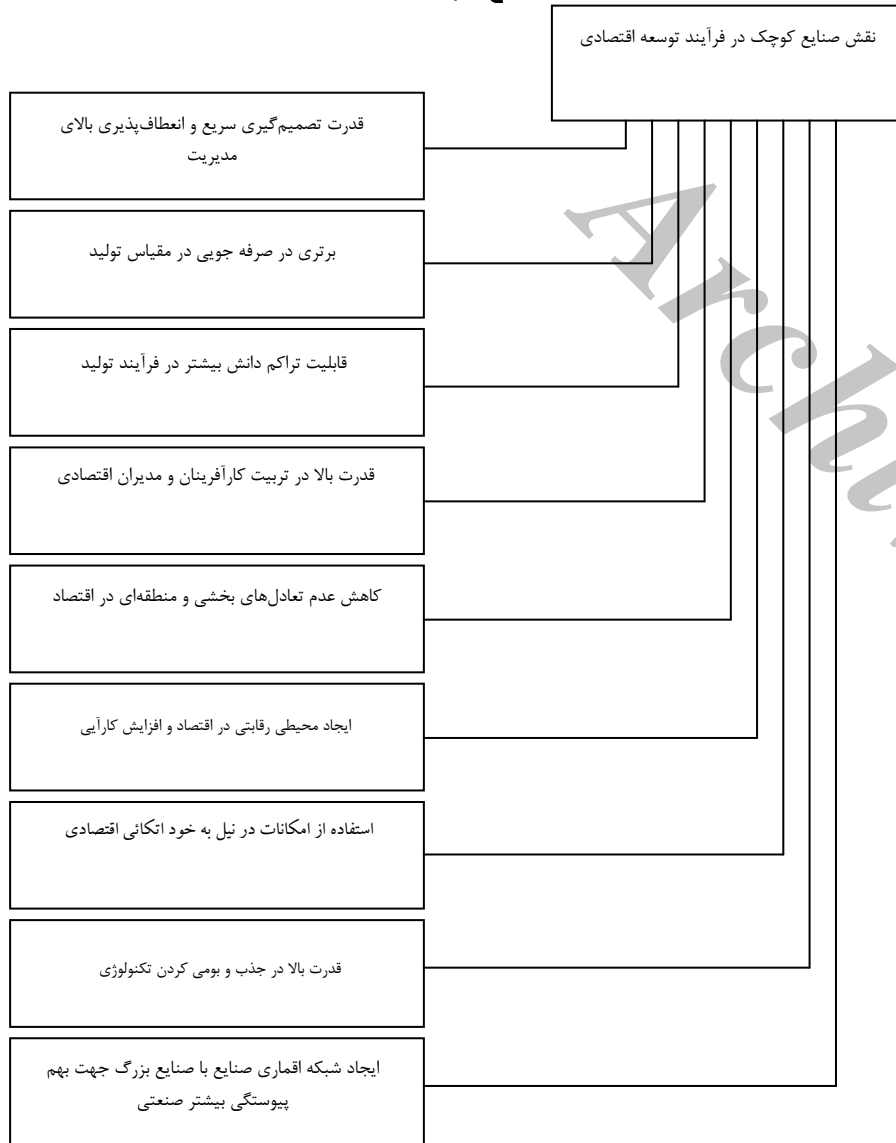 نقش صنایع کوچک در فرآیند توسعه اقتصادی
قدرت تصمیم‌گیری سریع و انعطاف‌پذیری بالای
مدیریت
برتری در صرفه جویی در مقیاس تولید
قابلیت تراکم دانش بیشتر در فرآیند تولید
قدرت بالا در تربیت کارآفرینان و مدیران اقتصادی
کاهش عدم تعادل‌های بخشی و منطقه‌ای در اقتصاد
ایجاد محیطی رقابتی در اقتصاد و افزایش کارآیی
استفاده از امکانات در نیل به خود اتکائی اقتصادی
قدرت بالا در جذب و بومی کردن تکنولوژی
ایجاد شبکه اقماری صنایع با صنایع بزرگ جهت بهم
پیوستگی بیشتر صنعتی